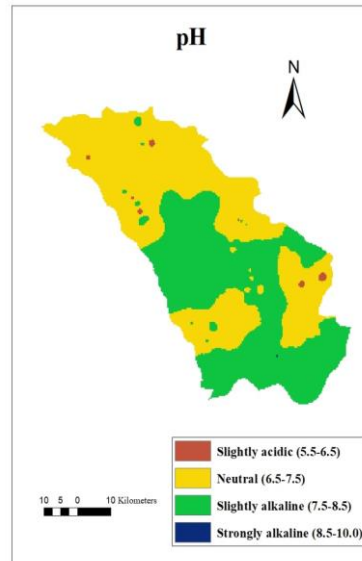 pH
N
Slightly acidic (5.5-6.5)
Neutral (6.5-7.5)
Slightly alkaline (7.5-8.5)
Strongly alkaline (8.5-10.0)
10 5 0 10 Kilometers